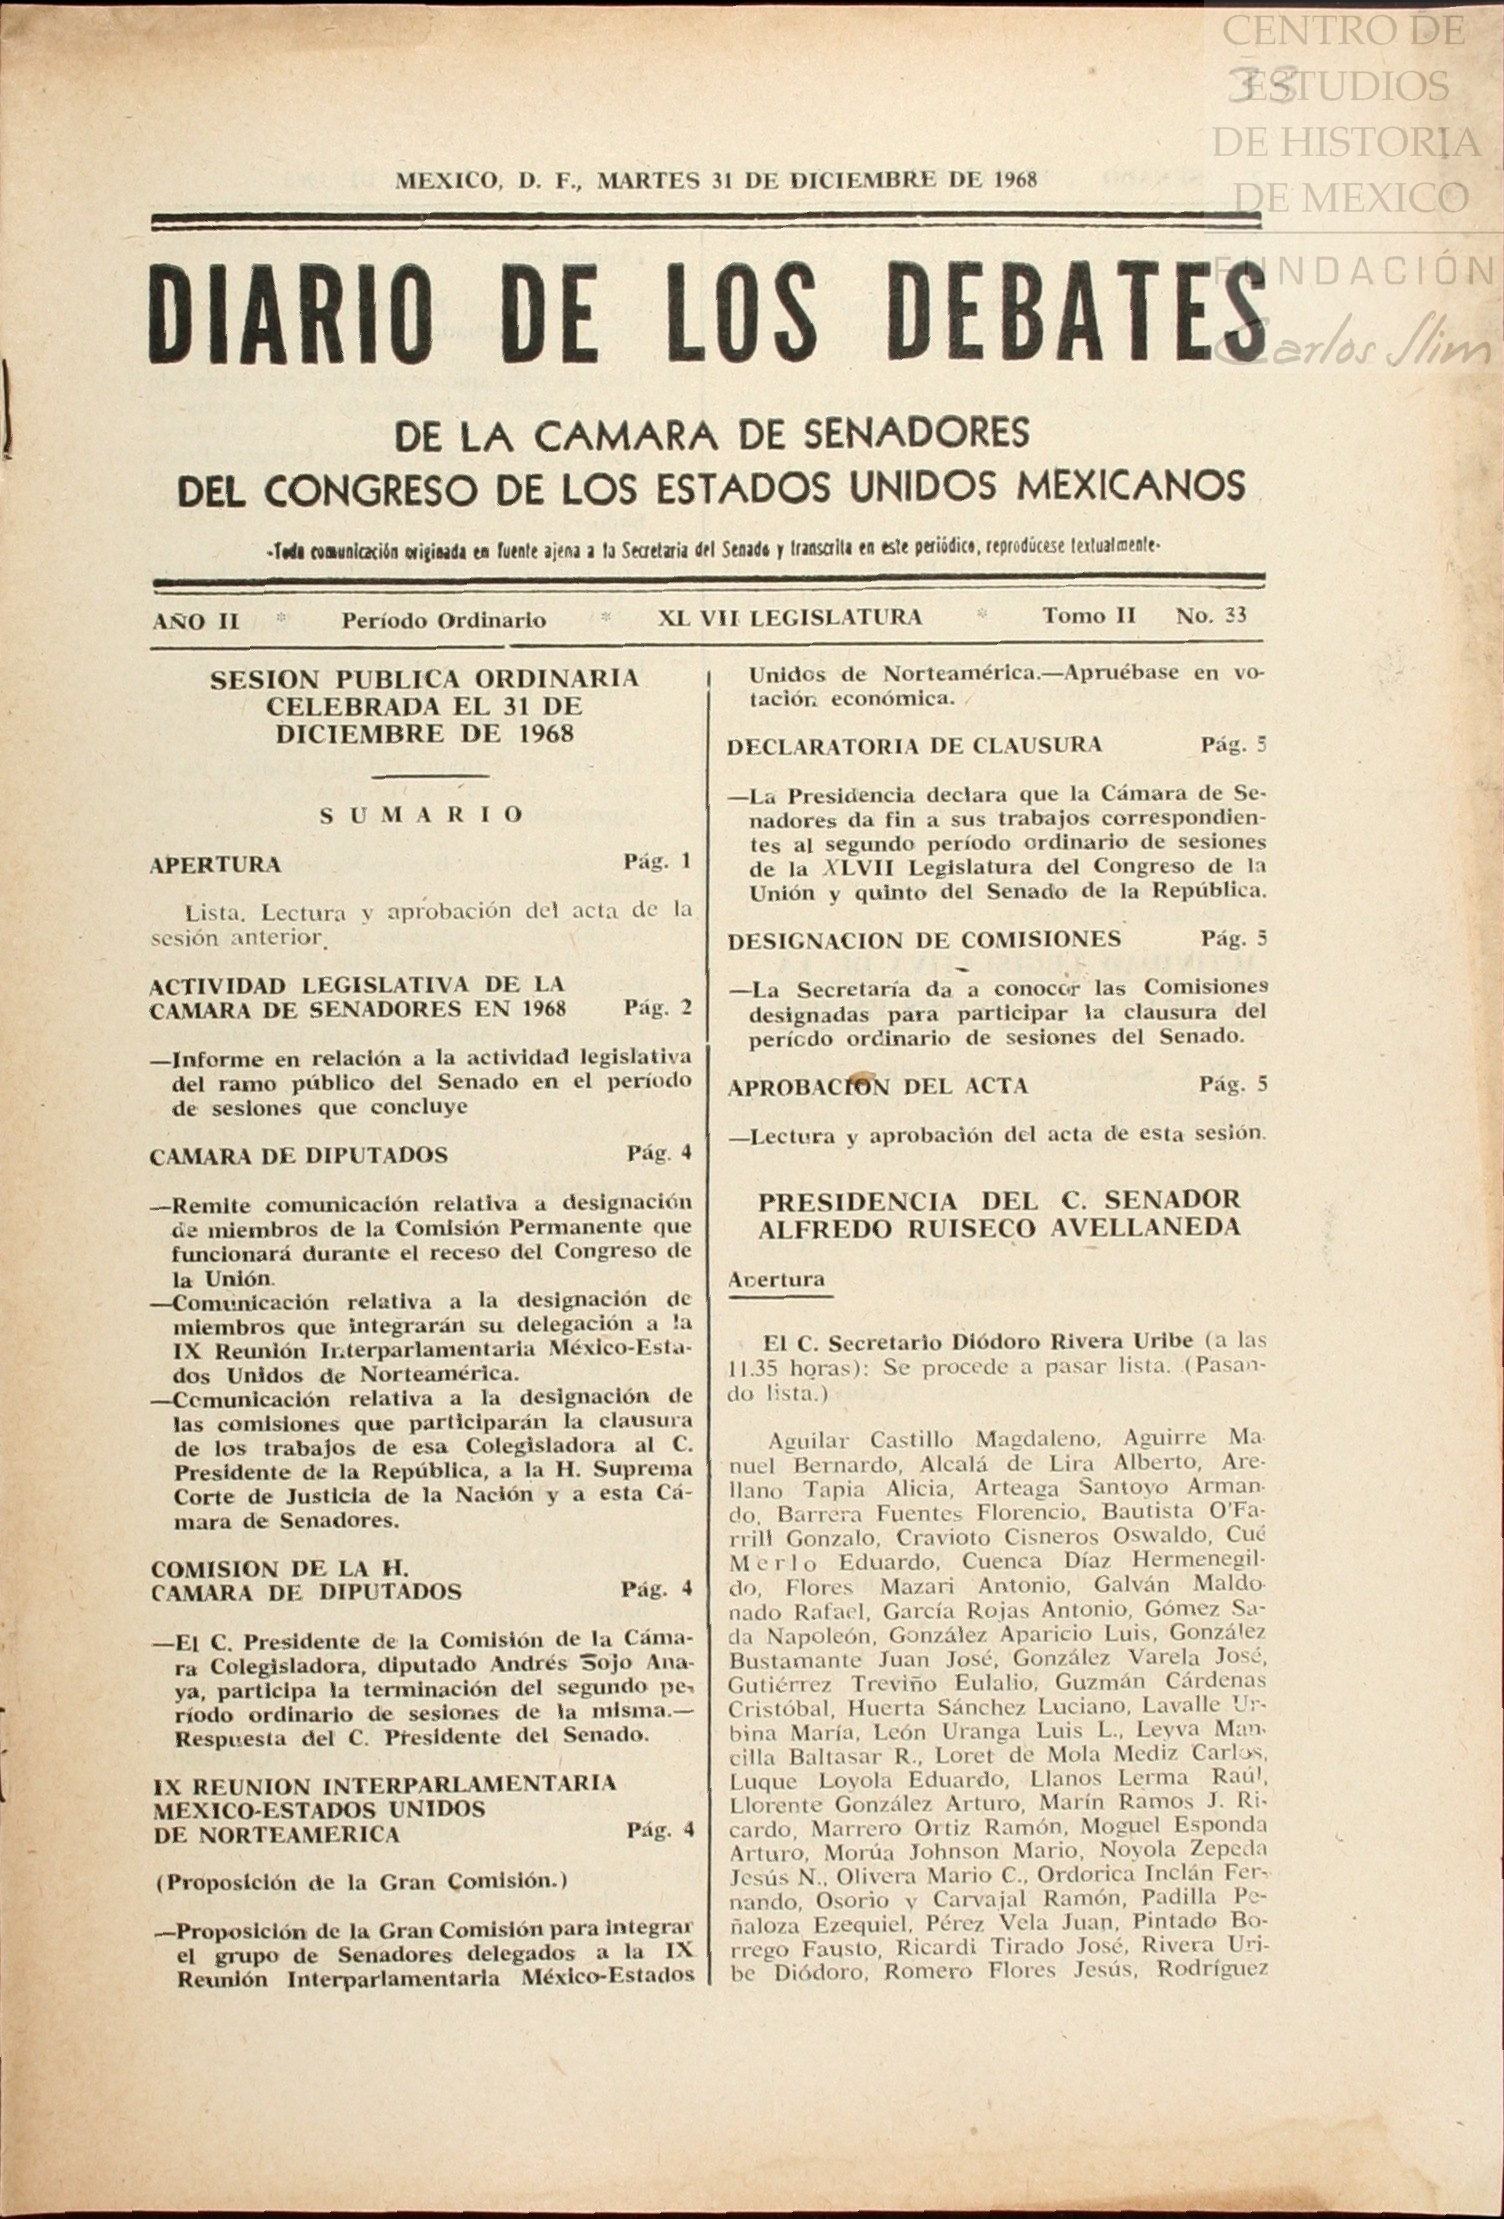 CENTRO DE
ESTUDIOS
DE HISTORIA
DE MEXICO
FUNDACIÓN
Carlos Slim
33
MEXICO, D. F., MARTES 31 DE DICIEMBRE DE 1968
DIARIO DE LOS DEBATES
DE LA CAMARA DE SENADORES
DEL CONGRESO DE LOS ESTADOS UNIDOS MEXICANOS
-Toda comunicación originada en fuente ajena a la Secretaria del Senado y transcrita en este periódico, reprodúcese textualmente-
AÑO II * Período Ordinario * XL VII LEGISLATURA * Tomo II No. 33
SESION PUBLICA ORDINARIA
CELEBRADA EL 31 DE
DICIEMBRE DE 1968
S U M A R I O
APERTURA Pág. 1
Lista. Lectura y aprobación del acta de la
sesión anterior.
ACTIVIDAD LEGISLATIVA DE LA
CAMARA DE SENADORES EN 1968 Pág. 2
—Informe en relación a la actividad legislativa
del ramo público del Senado en el período
de sesiones que concluye
CAMARA DE DIPUTADOS Pág. 4
—Remite comunicación relativa a designación
de miembros de la Comisión Permanente que
funcionará durante el receso del Congreso de
la Unión.
—Comunicación relativa a la designación de
miembros que integrarán su delegación a la
IX Reunión Interparlamentaria México-Esta-
dos Unidos de Norteamérica.
—Comunicación relativa a la designación de
las comisiones que participarán la clausura
de los trabajos de esa Colegisladora al C.
Presidente de la República, a la H. Suprema
Corte de Justicia de la Nación y a esta Cá-
mara de Senadores.
COMISION DE LA H.
CAMARA DE DIPUTADOS Pág. 4
—El C. Presidente de la Comisión de la Cáma-
ra Colegisladora, diputado Andrés Sojo Ana-
ya, participa la terminación del segundo pe-
ríodo ordinario de sesiones de la misma.—
Respuesta del C. Presidente del Senado.
IX REUNION INTERPARLAMENTARIA
MEXICO-ESTADOS UNIDOS
DE NORTEAMERICA Pág. 4
(Proposición de la Gran Comisión.)
—Proposición de la Gran Comisión para integrar
el grupo de Senadores delegados a la IX
Reunión Interparlamentaria México-Estados
Unidos de Norteamérica.—Apruébase en vo-
tación económica.
DECLARATORIA DE CLAUSURA Pág. 5
—La Presidencia declara que la Cámara de Se-
nadores da fin a sus trabajos correspondien-
tes al segundo período ordinario de sesiones
de la XLVII Legislatura del Congreso de la
Unión y quinto del Senado de la República.
DESIGNACION DE COMISIONES Pág. 5
—La Secretaría da a conocer las Comisiones
designadas para participar la clausura del
período ordinario de sesiones del Senado.
APROBACION DEL ACTA Pág. 5
—Lectura y aprobación del acta de esta sesión.
PRESIDENCIA DEL C. SENADOR
ALFREDO RUISECO AVELLANEDA
Apertura
El C. Secretario Diódoro Rivera Uribe (a las
11.35 horas): Se procede a pasar lista. (Pasan-
do lista.)
Aguilar Castillo Magdaleno, Aguirre Ma-
nuel Bernardo, Alcalá de Lira Alberto, Are-
llano Tapia Alicia, Arteaga Santoyo Arman-
do, Barrera Fuentes Florencio, Bautista O'Fa-
rrill Gonzalo, Cravioto Cisneros Oswaldo, Cué
Merlo Eduardo, Cuenca Díaz Hermenegil-
do, Flores Mazari Antonio, Galván Maldo-
nado Rafael, García Rojas Antonio, Gómez Sa-
da Napoleón, González Aparicio Luis, González
Bustamante Juan José, González Varela José,
Gutiérrez Treviño Eulalio, Guzmán Cárdenas
Cristóbal, Huerta Sánchez Luciano, Lavalle Ur-
bina María, León Uranga Luis L., Leyva Man-
cilla Baltasar R., Loret de Mola Mediz Carlos,
Luque Loyola Eduardo, Llanos Lerma Raúl,
Llorente González Arturo, Marín Ramos J. Ri-
cardo, Marrero Ortiz Ramón, Moguel Esponda
Arturo, Morúa Johnson Mario, Noyola Zepeda
Jesús N., Olivera Mario C., Ordorica Inclán Fer-
nando, Osorio y Carvajal Ramón, Padilla Pe-
ñaloza Ezequiel, Pérez Vela Juan, Pintado Bo-
rrego Fausto, Ricardi Tirado José, Rivera Uri-
be Diódoro, Romero Flores Jesús, Rodríguez